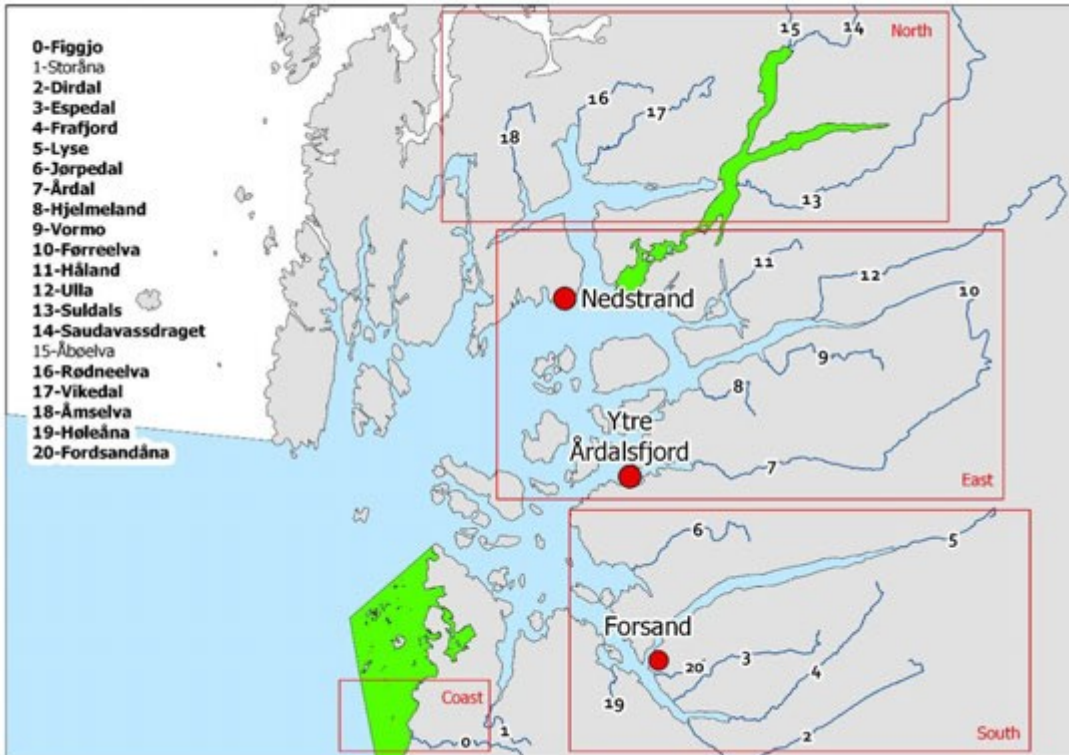 0-Figgjo
1-Storåna
2-Dirdal
3-Espedal
4-Frafjord
5-Lyse
6-Jørpedal
7-Årdal
8-Hjelmeland
9-Vormo
10-Førreelva
11-Håland
12-Ulla
13-Suldals
14-Saudavassdraget
15-Åbøelva
16-Rødneelva
17-Vikedal
18-Åmselva
19-Høleåna
20-Fordsandåna
15
14
North
16
17
18
13
11
12
10
Nedstrand
9
8
Ytre
Årdalsfjord
7
East
6
5
Forsand
20
3
4
19
Coast
1
0
2
South